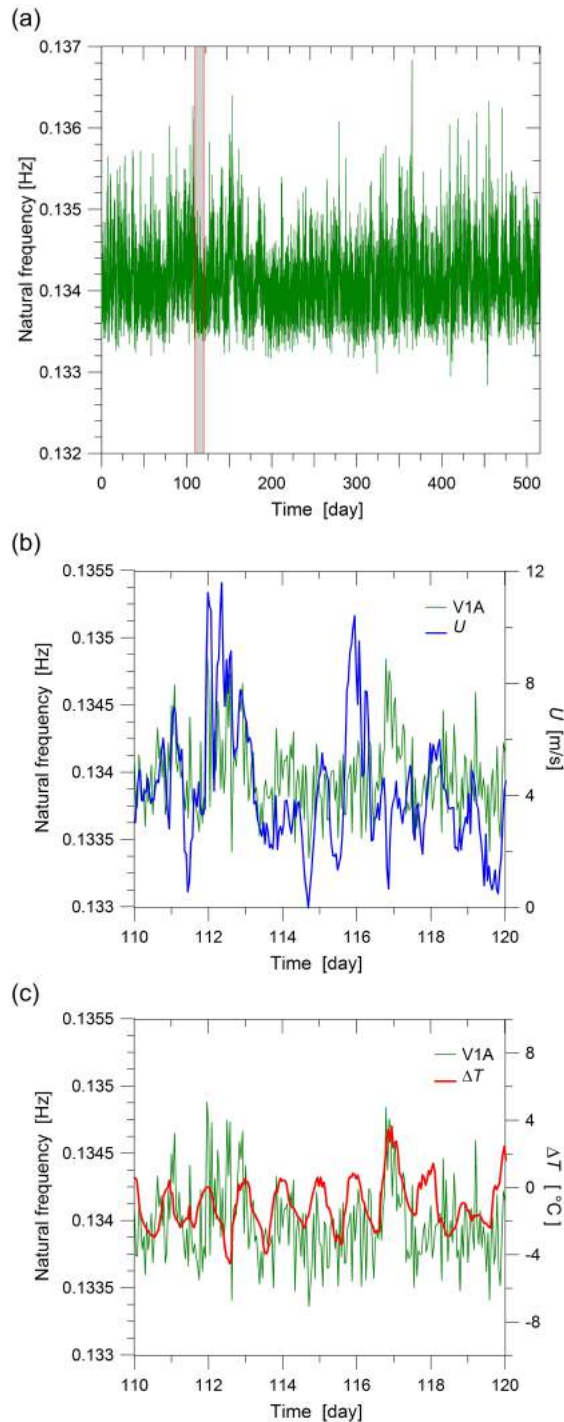 (a)
0.137
0.136
0.135
0.134
0.133
0.132
Natural frequency [Hz]
0 100 200 300 400 500
Time [day]
(b)
0.1355
0.135
0.1345
0.134
0.1335
0.133
Natural frequency [Hz]
V1A
U
12
8
4
0
U [m/s]
110 112 114 116 118 120
Time [day]
(c)
0.1355
0.135
0.1345
0.134
0.1335
0.133
Natural frequency [Hz]
V1A
ΔT
8
4
0
-4
-8
ΔT [°C]
110 112 114 116 118 120
Time [day]